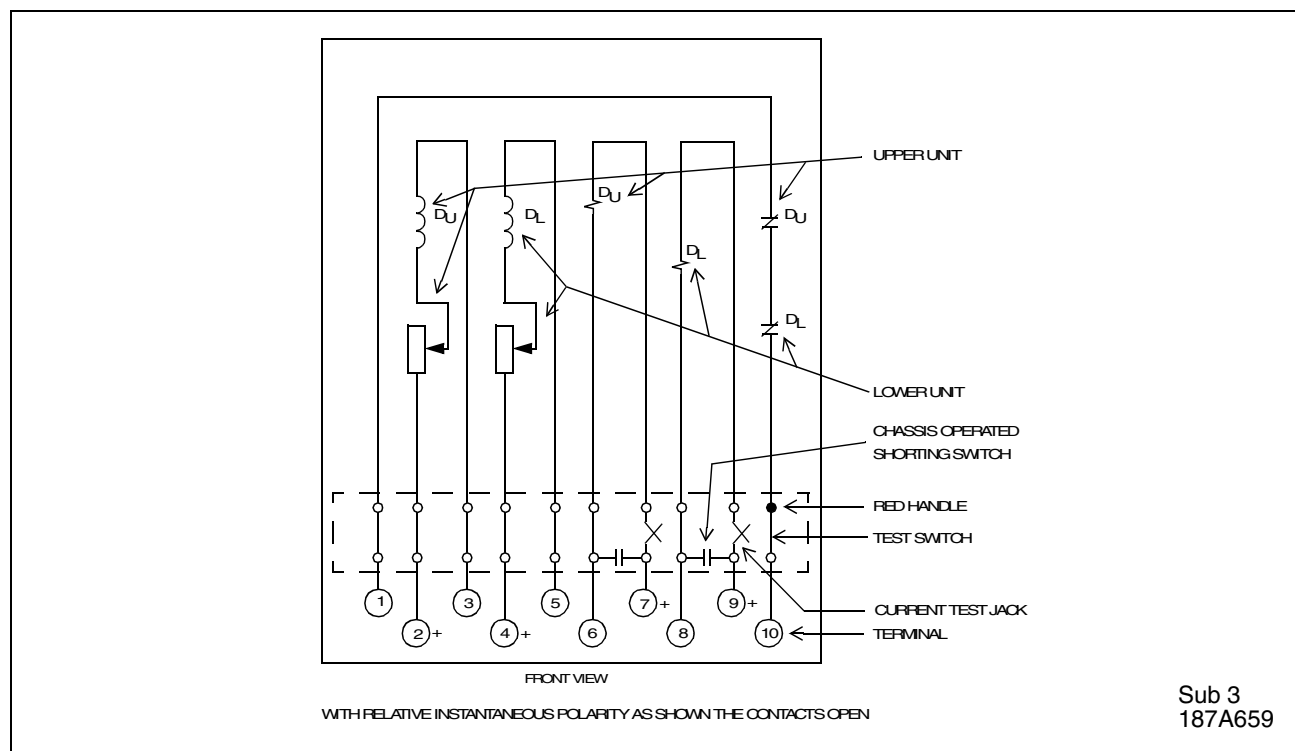 UPPER UNIT
DU
DL
DU
DU
DL
DL
LOWER UNIT
CHASSIS OPERATED
SHORTING SWITCH
RED HANDLE
TEST SWITCH
1
3
5
7+
9+
CURRENT TEST JACK
2+
4+
6
8
10
TERMINAL
FRONT VIEW
WITH RELATIVE INSTANTANEOUS POLARITY AS SHOWN THE CONTACTS OPEN
Sub 3
187A659